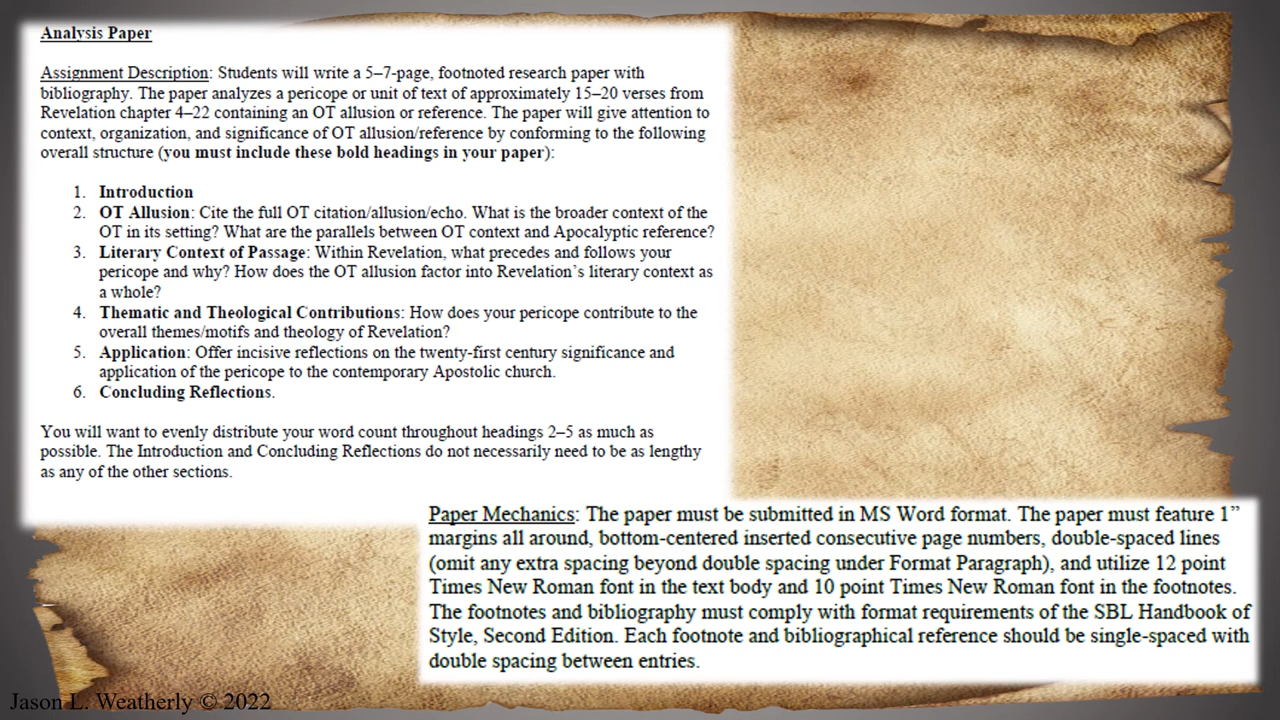 Analysis Paper
Assignment Description: Students will write a 5–7-page, footnoted research paper with
bibliography. The paper analyzes a pericope or unit of text of approximately 15–20 verses from
Revelation chapter 4–22 containing an OT allusion or reference. The paper will give attention to
context, organization, and significance of OT allusion/reference by conforming to the following
overall structure (you must include these bold headings in your paper):
1. Introduction
2. OT Allusion: Cite the full OT citation/allusion/echo. What is the broader context of the
OT in its setting? What are the parallels between OT context and Apocalyptic reference?
3. Literary Context of Passage: Within Revelation, what precedes and follows your
pericope and why? How does the OT allusion factor into Revelation's literary context as
a whole?
4. Thematic and Theological Contributions: How does your pericope contribute to the
overall themes/motifs and theology of Revelation?
5. Application: Offer incisive reflections on the twenty-first century significance and
application of the pericope to the contemporary Apostolic church.
6. Concluding Reflections.
You will want to evenly distribute your word count throughout headings 2–5 as much as
possible. The Introduction and Concluding Reflections do not necessarily need to be as lengthy
as any of the other sections.
Paper Mechanics: The paper must be submitted in MS Word format. The paper must feature 1”
margins all around, bottom-centered inserted consecutive page numbers, double-spaced lines
(omit any extra spacing beyond double spacing under Format Paragraph), and utilize 12 point
Times New Roman font in the text body and 10 point Times New Roman font in the footnotes.
The footnotes and bibliography must comply with format requirements of the SBL Handbook of
Style, Second Edition. Each footnote and bibliographical reference should be single-spaced with
double spacing between entries.
Jason L. Weatherly © 2022